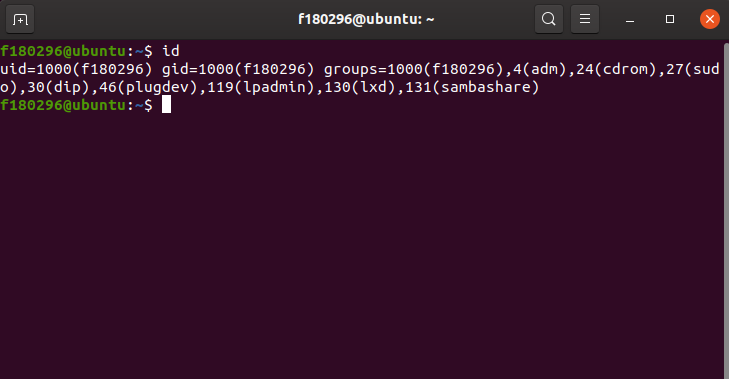 f180296@ubuntu: ~
f180296@ubuntu:~$ id
uid=1000(f180296) gid=1000(f180296) groups=1000(f180296),4(adm),24(cdrom),27(sud
o),30(dip),46(plugdev),119(lpadmin),130(lxd),131(sambashare)
f180296@ubuntu:~$